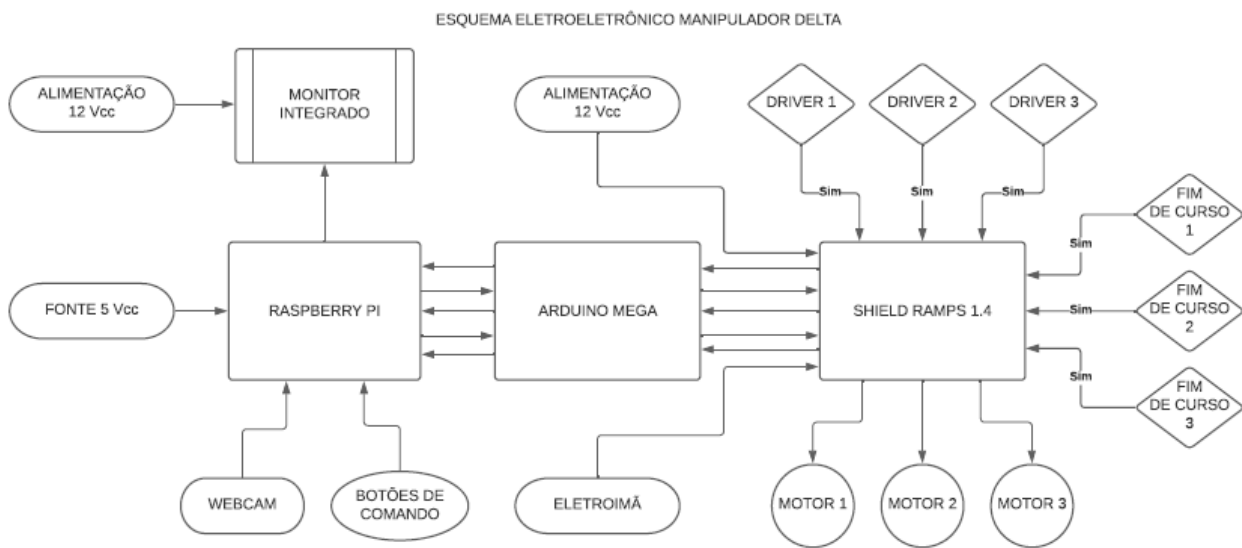 ESQUEMA ELETROELETRÔNICO MANIPULADOR DELTA
ALIMENTAÇÃO
12 Vcc
MONITOR
INTEGRADO
ALIMENTAÇÃO
12 Vcc
DRIVER 1
DRIVER 2
DRIVER 3
Sim
Sim
Sim
FIM
DE CURSO
1
Sim
FONTE 5 Vcc
RASPBERRY PI
ARDUINO MEGA
SHIELD RAMPS 1.4
Sim
FIM
DE CURSO
2
Sim
FIM
DE CURSO
3
WEBCAM
BOTÕES DE
COMANDO
ELETROIMÃ
MOTOR 1
MOTOR 2
MOTOR 3